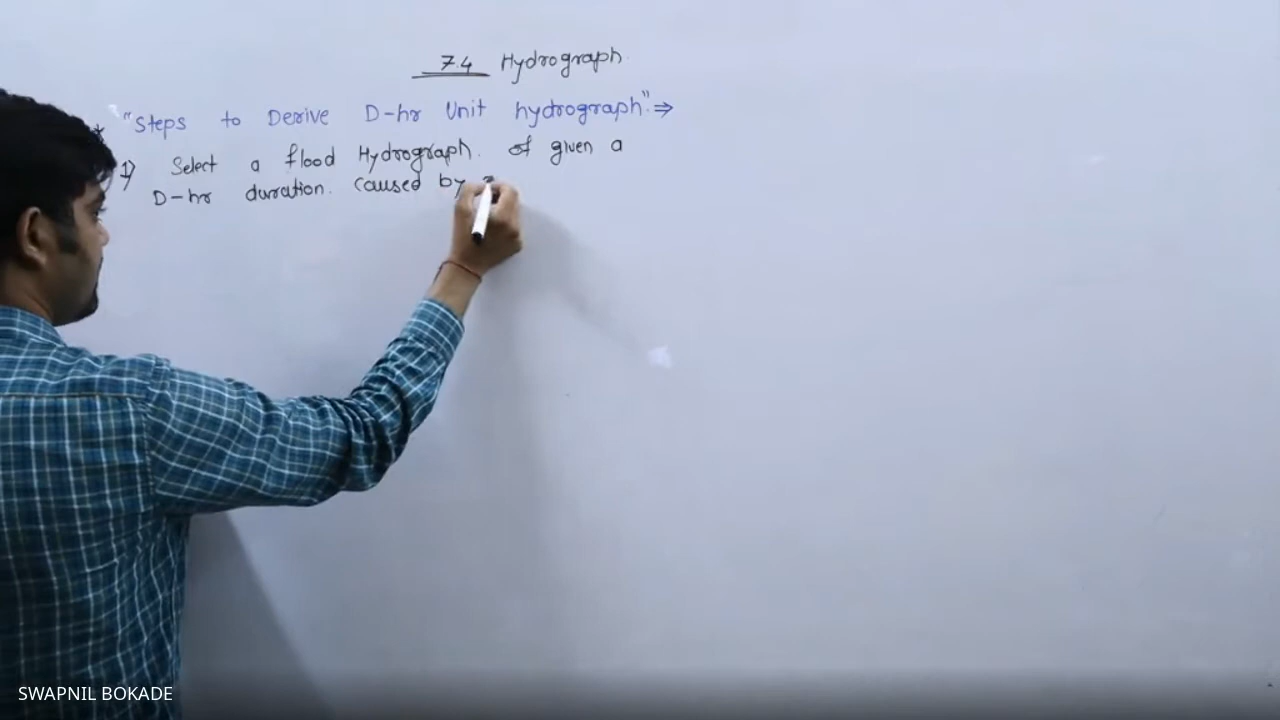 7.4 Hydrograph
* "Steps to Derive D-hr Unit hydrograph" ⇒
1) Select a flood Hydrograph. of given a
D-hr duration. Caused by
SWAPNIL BOKADE